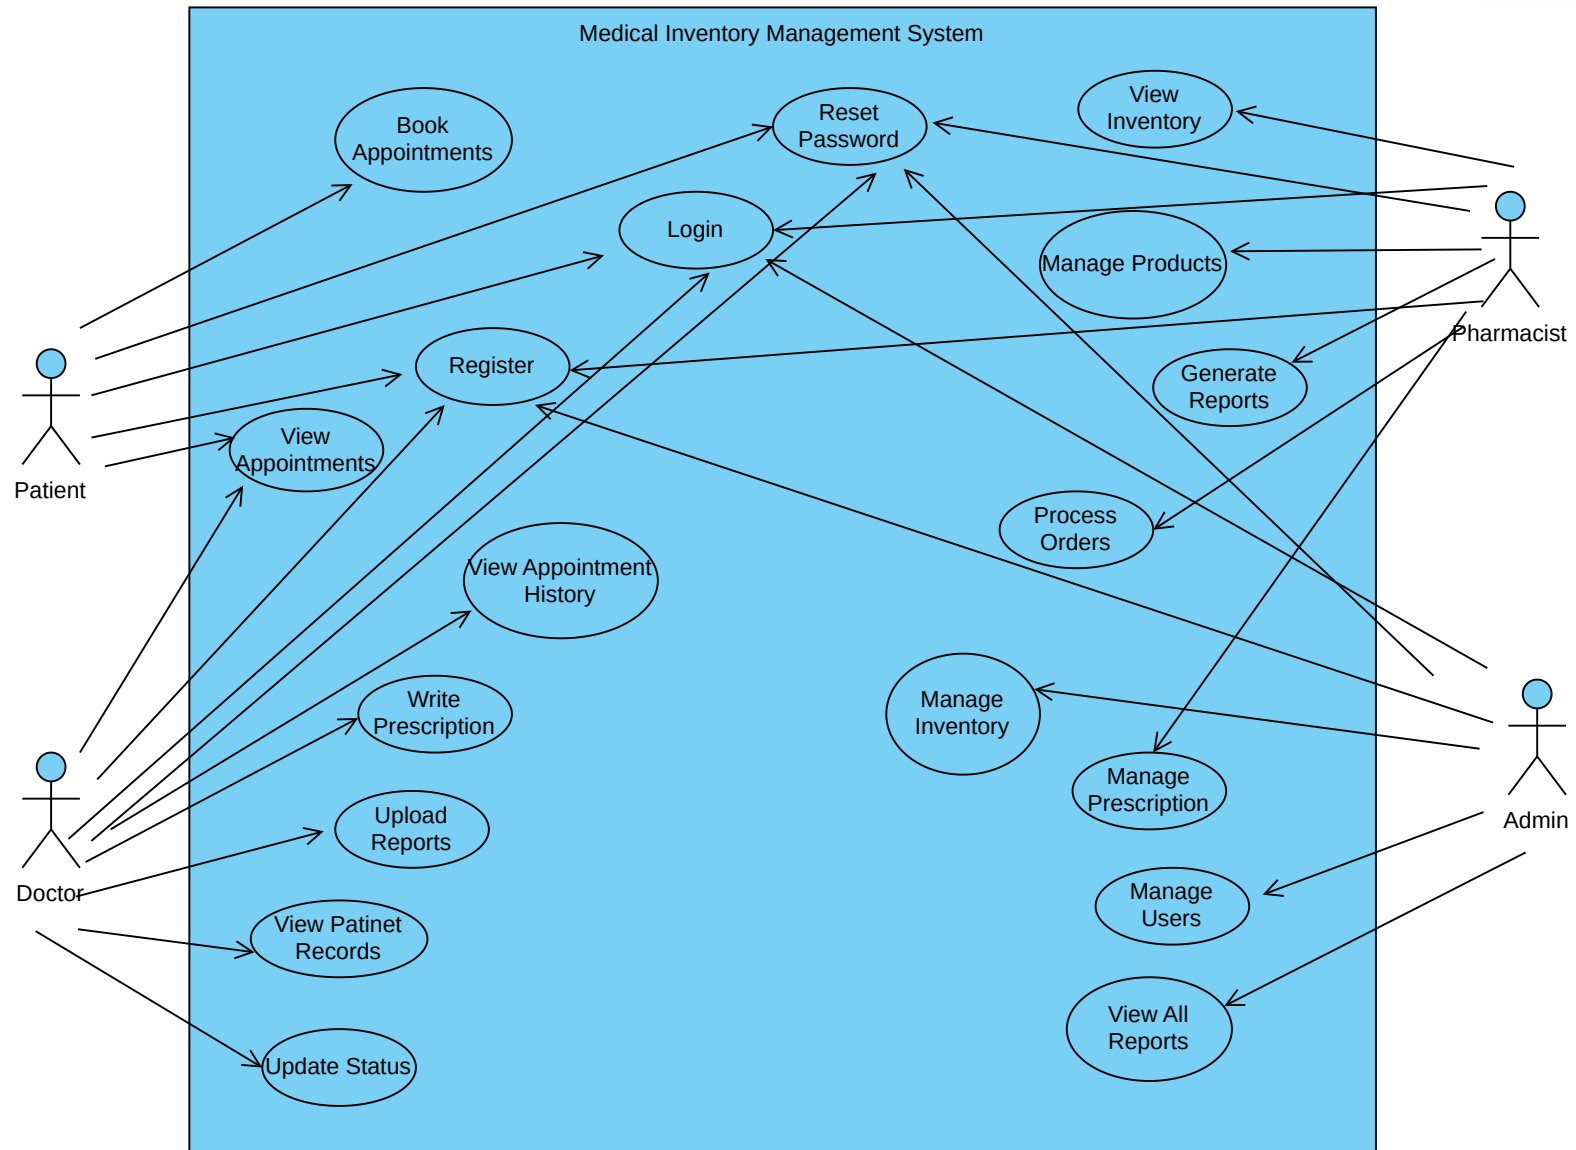 Medical Inventory Management System
Book
Appointments
Reset
Password
View
Inventory
Login
Manage Products
Pharmacist
Register
Generate
Reports
View
Appointments
Patient
Process
Orders
View Appointment
History
Write
Prescription
Manage
Inventory
Manage
Prescription
Admin
Upload
Reports
Doctor
Manage
Users
View Patinet
Records
View All
Reports
Update Status